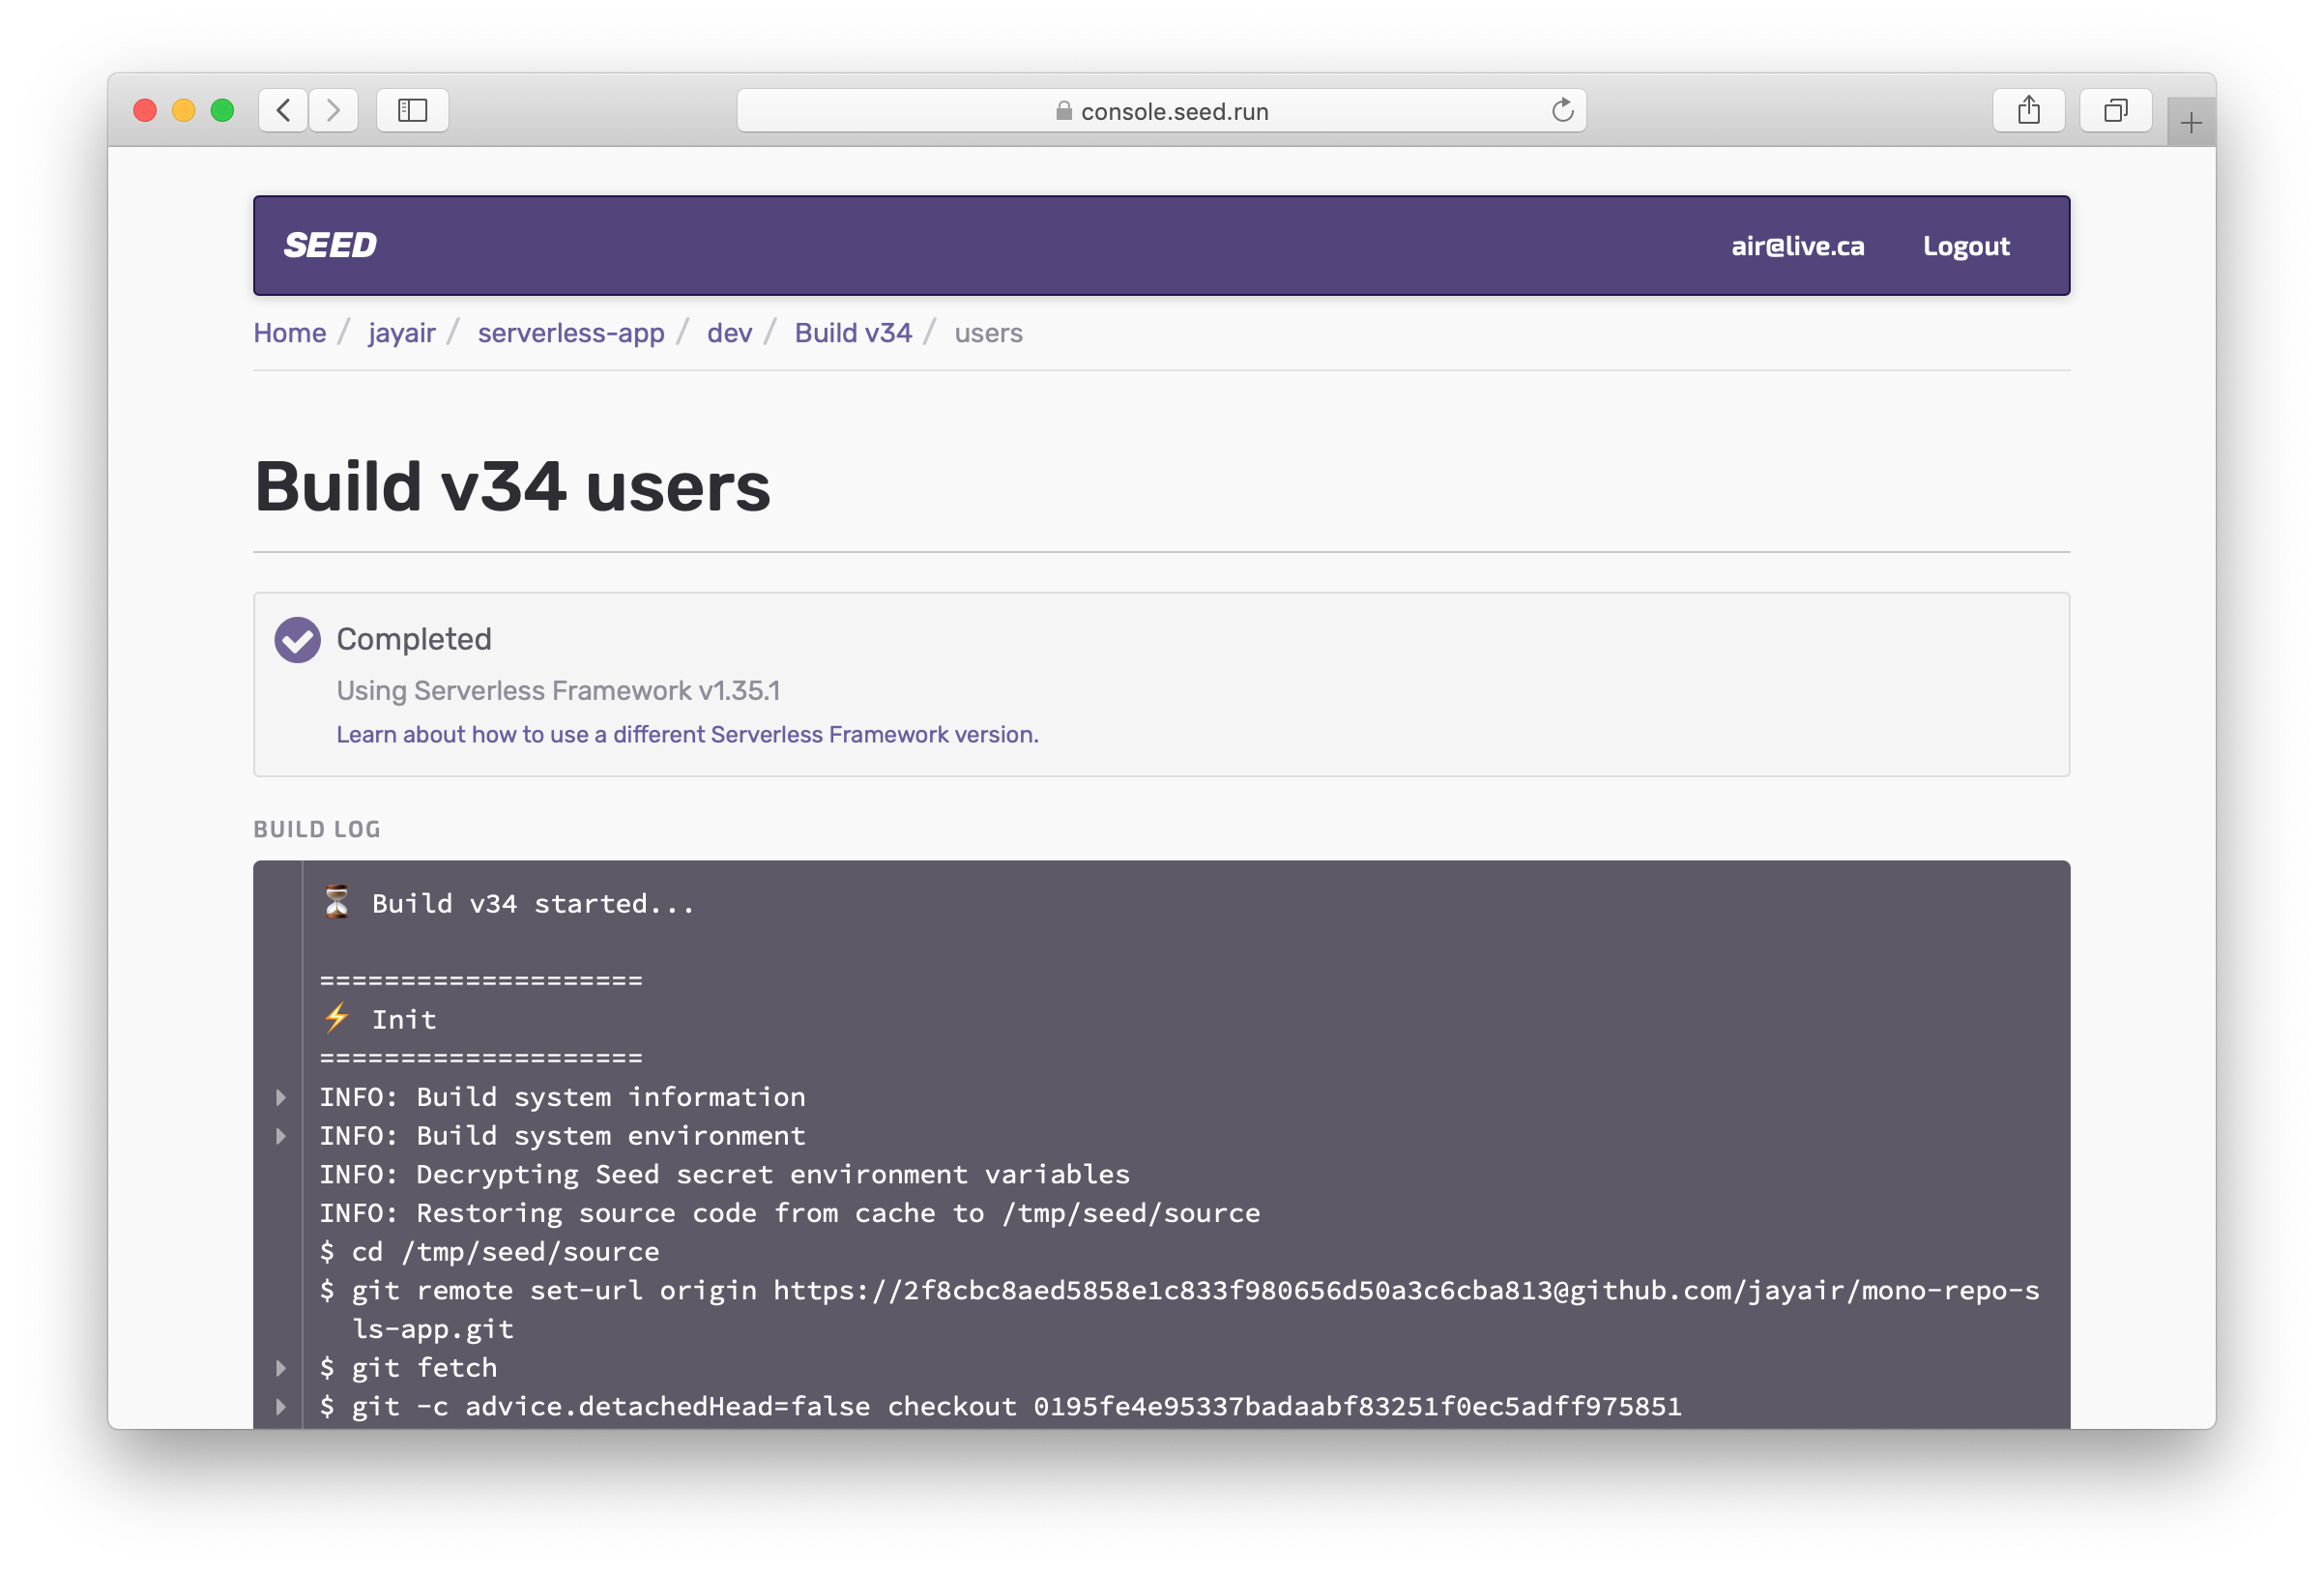 console.seed.run
SEED
air@live.ca Logout
Home / jayair / serverless-app / dev / Build v34 / users
Build v34 users
Completed
Using Serverless Framework v1.35.1
Learn about how to use a different Serverless Framework version.
BUILD LOG
⏳ Build v34 started...
====================
⚡ Init
====================
INFO: Build system information
INFO: Build system environment
INFO: Decrypting Seed secret environment variables
INFO: Restoring source code from cache to /tmp/seed/source
$ cd /tmp/seed/source
$ git remote set-url origin https://2f8cbc8aed5858e1c833f980656d50a3c6cba813@github.com/jayair/mono-repo-s
ls-app.git
$ git fetch
$ git -c advice.detachedHead=false checkout 0195fe4e95337badaabf83251f0ec5adff975851